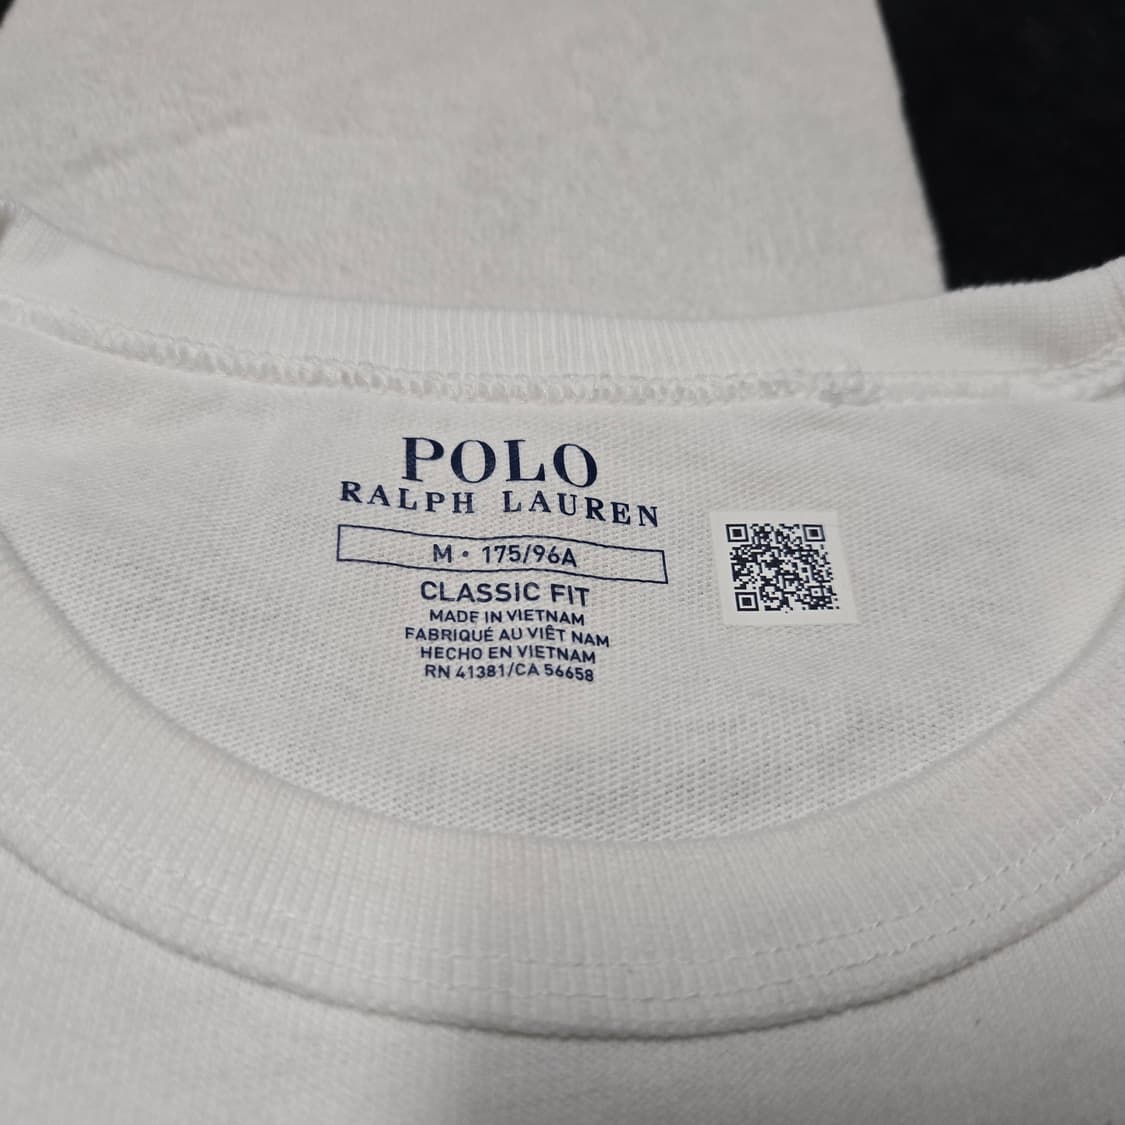 POLO
RALPH LAUREN
M • 175/96A
CLASSIC FIT
MADE IN VIETNAM
FABRIQUÉ AU VIÊT NAM
HECHO EN VIETNAM
RN 41381/CA 56658